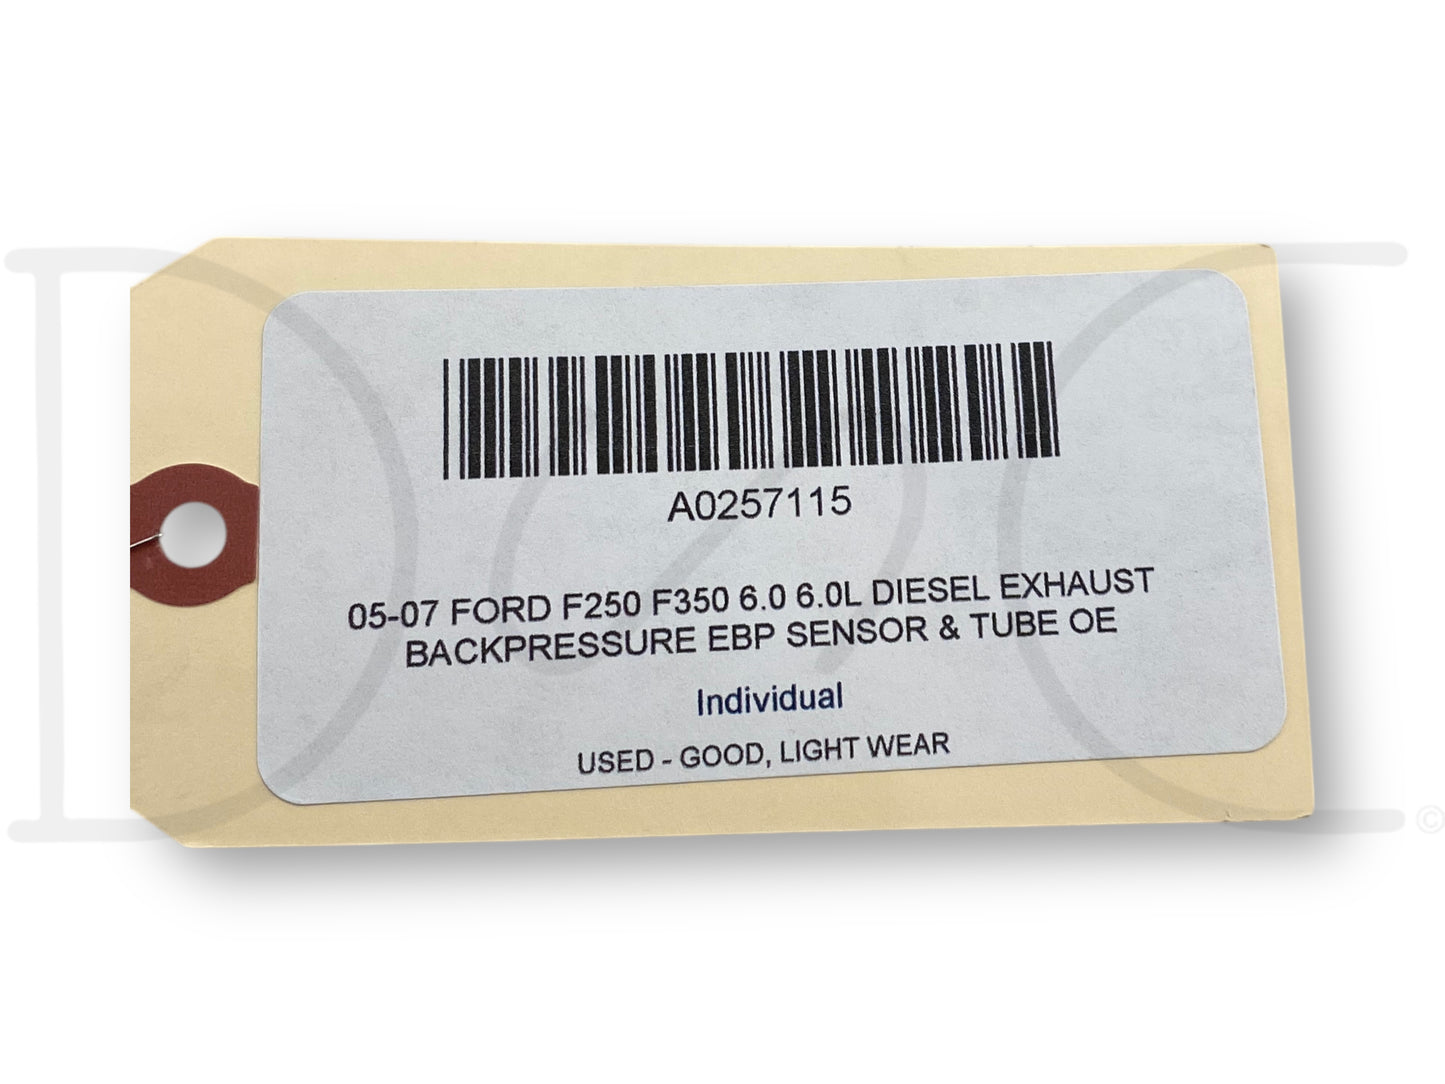 A0257115
05-07 FORD F250 F350 6.0 6.0L DIESEL EXHAUST
BACKPRESSURE EBP SENSOR & TUBE OE
Individual
USED - GOOD, LIGHT WEAR
©